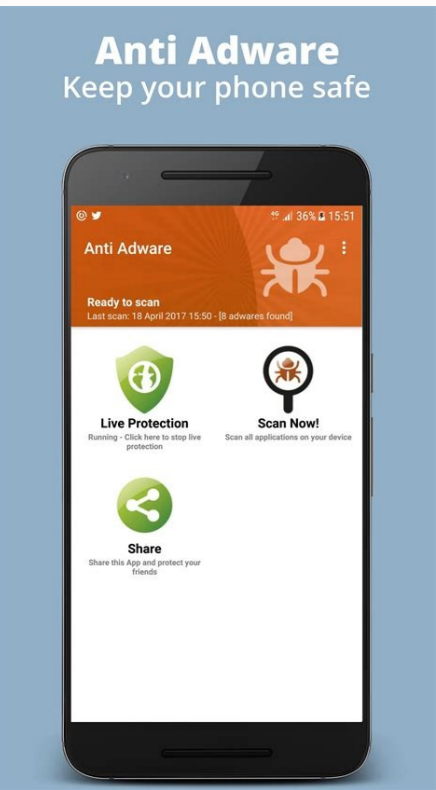 Anti Adware
Keep your phone safe
4G 36% 15:51
Anti Adware
Ready to scan
Last scan: 18 April 2017 15:50 - [8 adwares found]
Live Protection
Running - Click here to stop live
protection
Scan Now!
Scan all applications on your device
Share
Share this App and protect your
friends